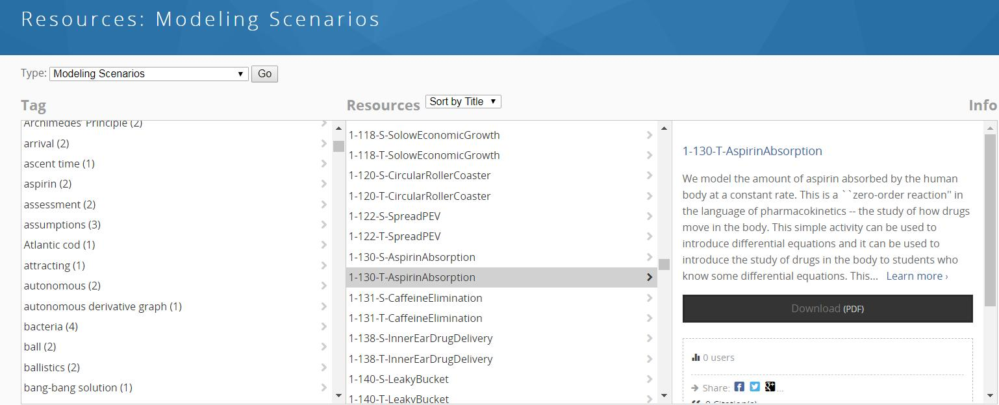 Resources: Modeling Scenarios
Type: Modeling Scenarios Go
Tag
Archimedes' Principle (2)
arrival (2)
ascent time (1)
aspirin (2)
assessment (2)
assumptions (3)
Atlantic cod (1)
attracting (1)
autonomous (2)
autonomous derivative graph (1)
bacteria (4)
ball (2)
ballistics (2)
bang-bang solution (1)
Resources Sort by Title
1-118-S-SolowEconomicGrowth
1-118-T-SolowEconomicGrowth
1-120-S-CircularRollerCoaster
1-120-T-CircularRollerCoaster
1-122-S-SpreadPEV
1-122-T-SpreadPEV
1-130-S-AspirinAbsorption
1-130-T-AspirinAbsorption
1-131-S-CaffeineElimination
1-131-T-CaffeineElimination
1-138-S-InnerEarDrugDelivery
1-138-T-InnerEarDrugDelivery
1-140-S-LeakyBucket
1-140-T-LeakyBucket
Info
1-130-T-AspirinAbsorption
We model the amount of aspirin absorbed by the human
body at a constant rate. This is a ``zero-order reaction'' in
the language of pharmacokinetics -- the study of how drugs
move in the body. This simple activity can be used to
introduce differential equations and it can be used to
introduce the study of drugs in the body to students who
know some differential equations. This... Learn more ›
Download (PDF)
0 users
Share: f g+ ...
0 Citation(s)